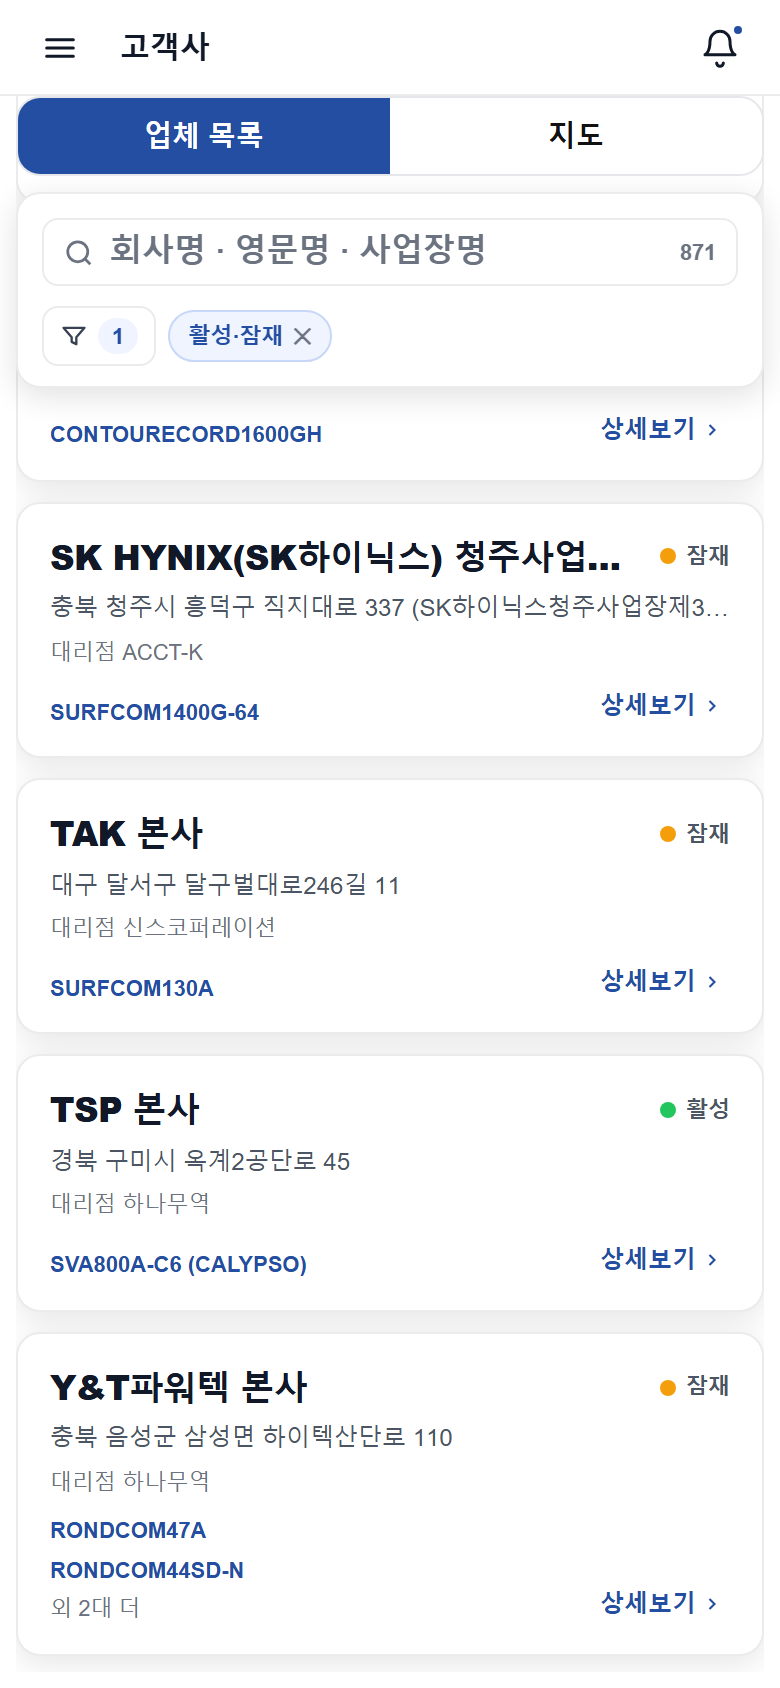 고객사
업체 목록
지도
회사명 · 영문명 · 사업장명
871
1
활성·잠재
CONTOURECORD1600GH
상세보기
SK HYNIX(SK하이닉스) 청주사업...
잠재
충북 청주시 흥덕구 직지대로 337 (SK하이닉스청주사업장제3...
대리점 ACCT-K
SURFCOM1400G-64
상세보기
TAK 본사
잠재
대구 달서구 달구벌대로246길 11
대리점 신스코퍼레이션
SURFCOM130A
상세보기
TSP 본사
활성
경북 구미시 옥계2공단로 45
대리점 하나무역
SVA800A-C6 (CALYPSO)
상세보기
Y&T파워텍 본사
잠재
충북 음성군 삼성면 하이텍산단로 110
대리점 하나무역
RONDCOM47A
RONDCOM44SD-N
외 2대 더
상세보기